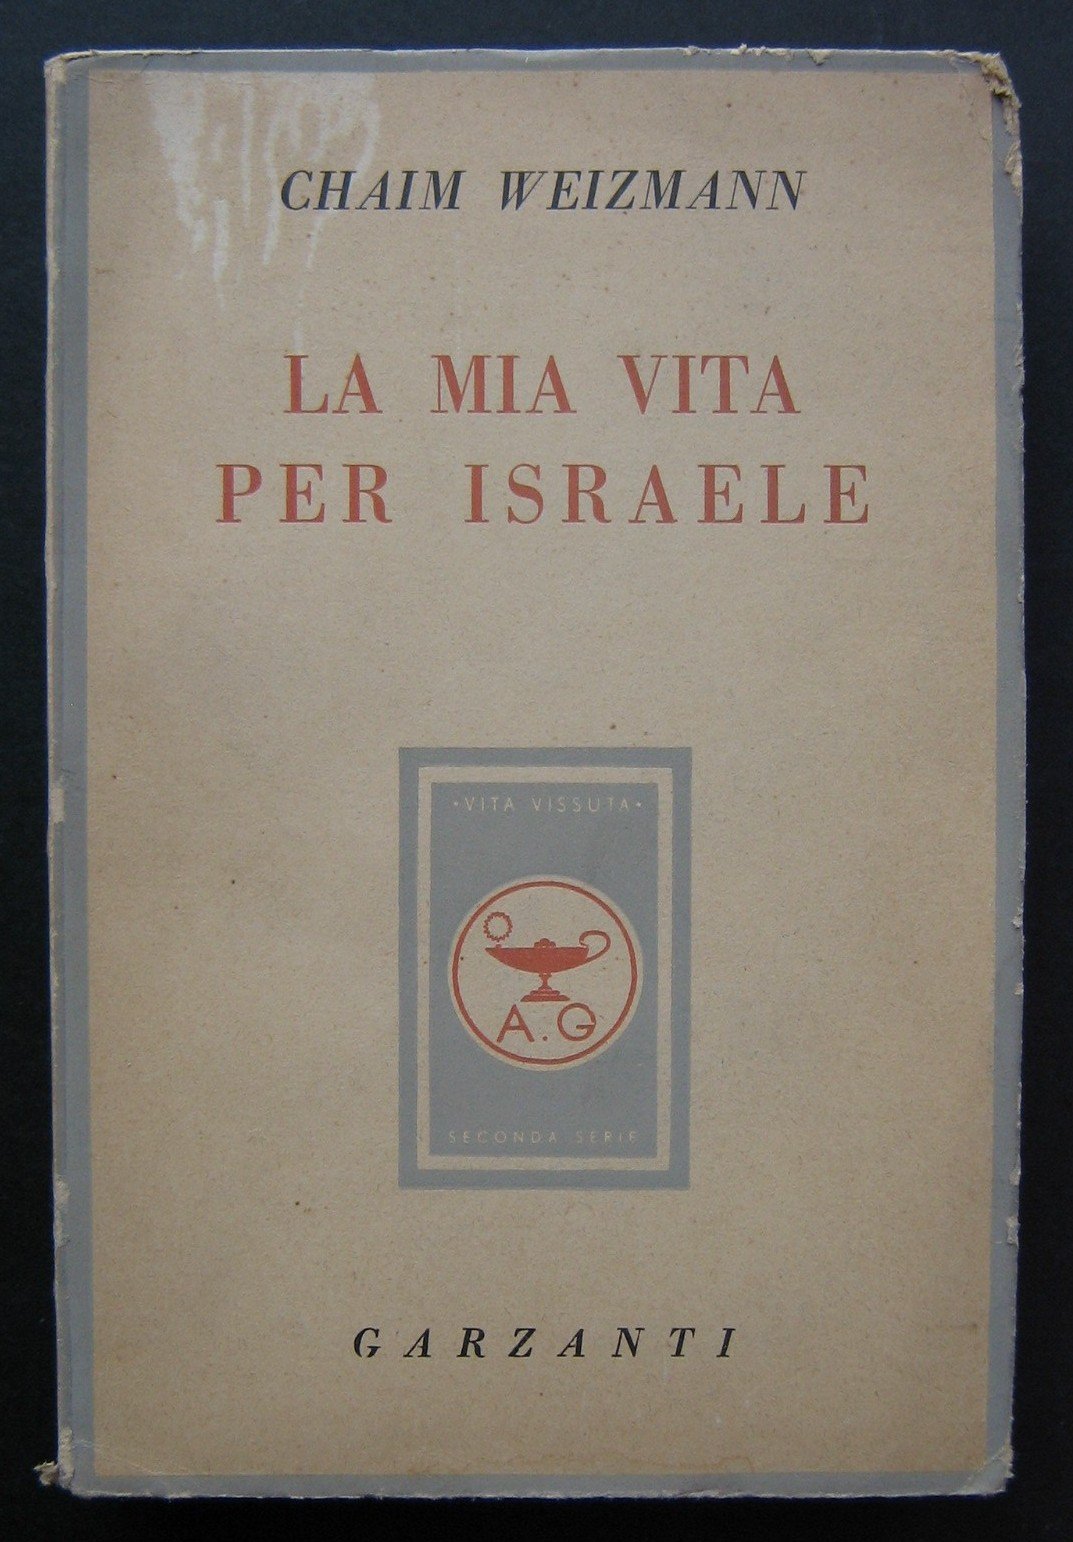 CHAIM WEIZMANN
LA MIA VITA
PER ISRAELE
•VITA VISSUTA•
A.G
SECONDA SERIE
GARZANTI